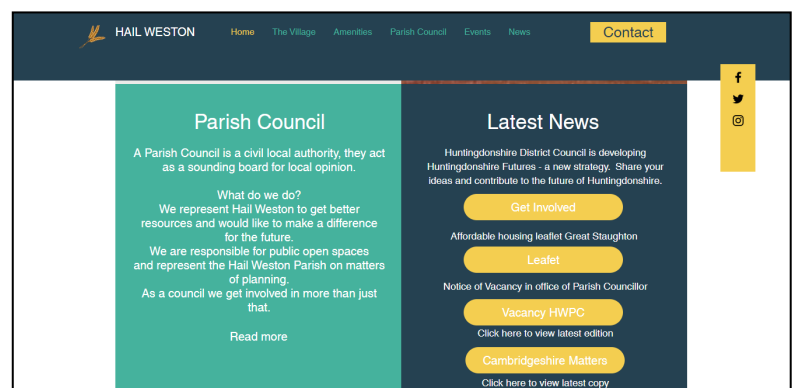 HAIL WESTON
Home The Village Amenities Parish Council Events News
Contact
Parish Council
A Parish Council is a civil local authority, they act
as a sounding board for local opinion.
What do we do?
We represent Hail Weston to get better
resources and would like to make a difference
for the future.
We are responsible for public open spaces
and represent the Hail Weston Parish on matters
of planning.
As a council we get involved in more than just
that.
Read more
Latest News
Huntingdonshire District Council is developing
Huntingdonshire Futures - a new strategy. Share your
ideas and contribute to the future of Huntingdonshire.
Get Involved
Affordable housing leaflet Great Staughton
Leafet
Notice of Vacancy in office of Parish Councillor
Vacancy HWPC
Click here to view latest edition
Cambridgeshire Matters
Click here to view latest copy